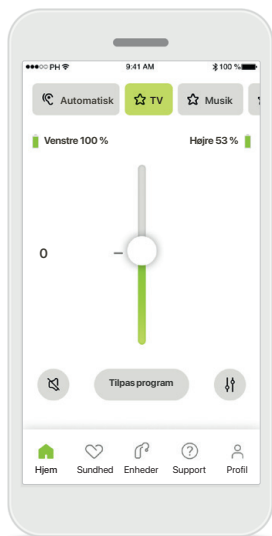 PH 9:41 AM 100 %
Automatisk TV Musik
Venstre 100 % Højre 53 %
0
Tilpas program
Hjem Sundhed Enheder Support Profil